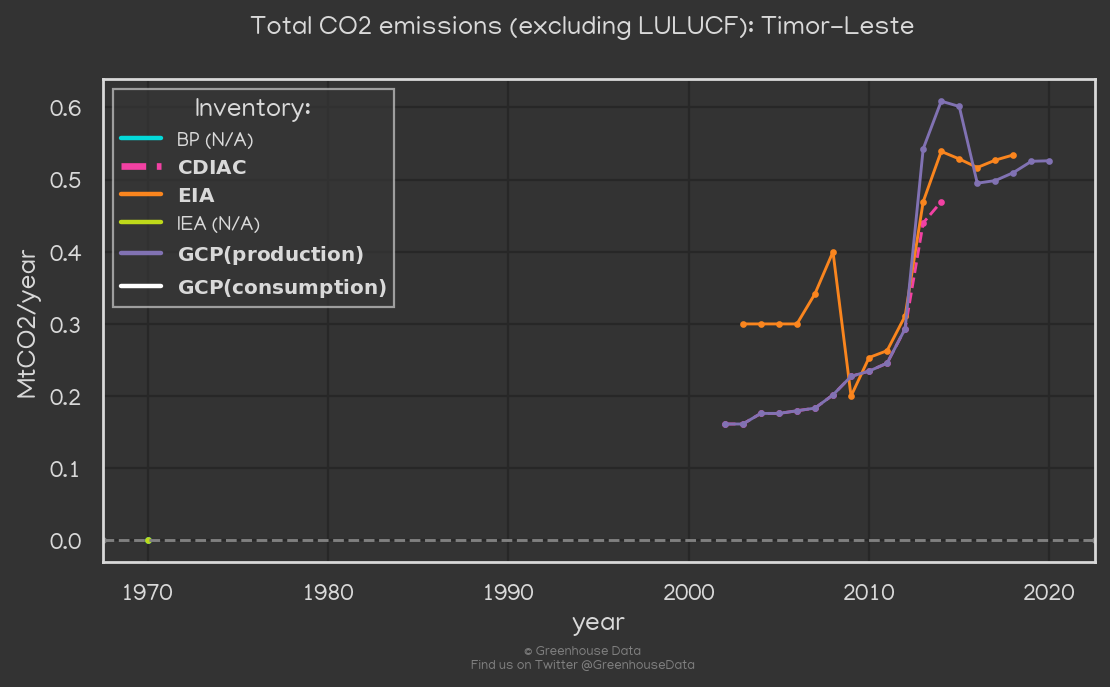 Total CO2 emissions (excluding LULUCF): Timor-Leste
Inventory:
BP (N/A)
CDIAC
EIA
IEA (N/A)
GCP(production)
GCP(consumption)
MtCO2/year
0.6
0.5
0.4
0.3
0.2
0.1
0.0
1970 1980 1990 2000 2010 2020
year
© Greenhouse Data
Find us on Twitter @GreenhouseData